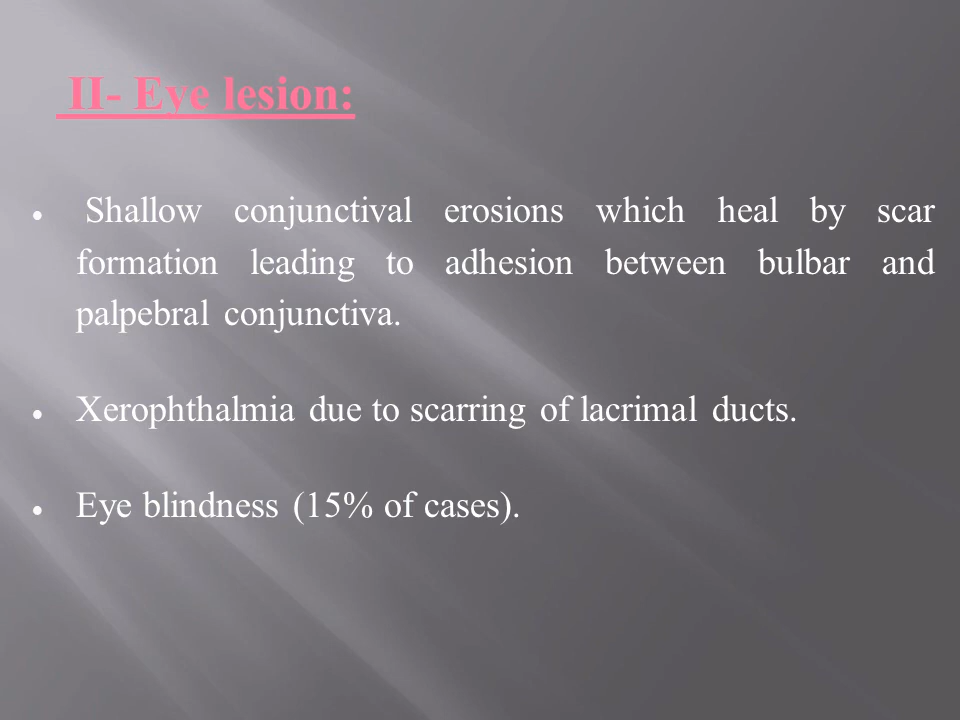 II- Eye lesion:
• Shallow conjunctival erosions which heal by scar
formation leading to adhesion between bulbar and
palpebral conjunctiva.
• Xerophthalmia due to scarring of lacrimal ducts.
• Eye blindness (15% of cases).